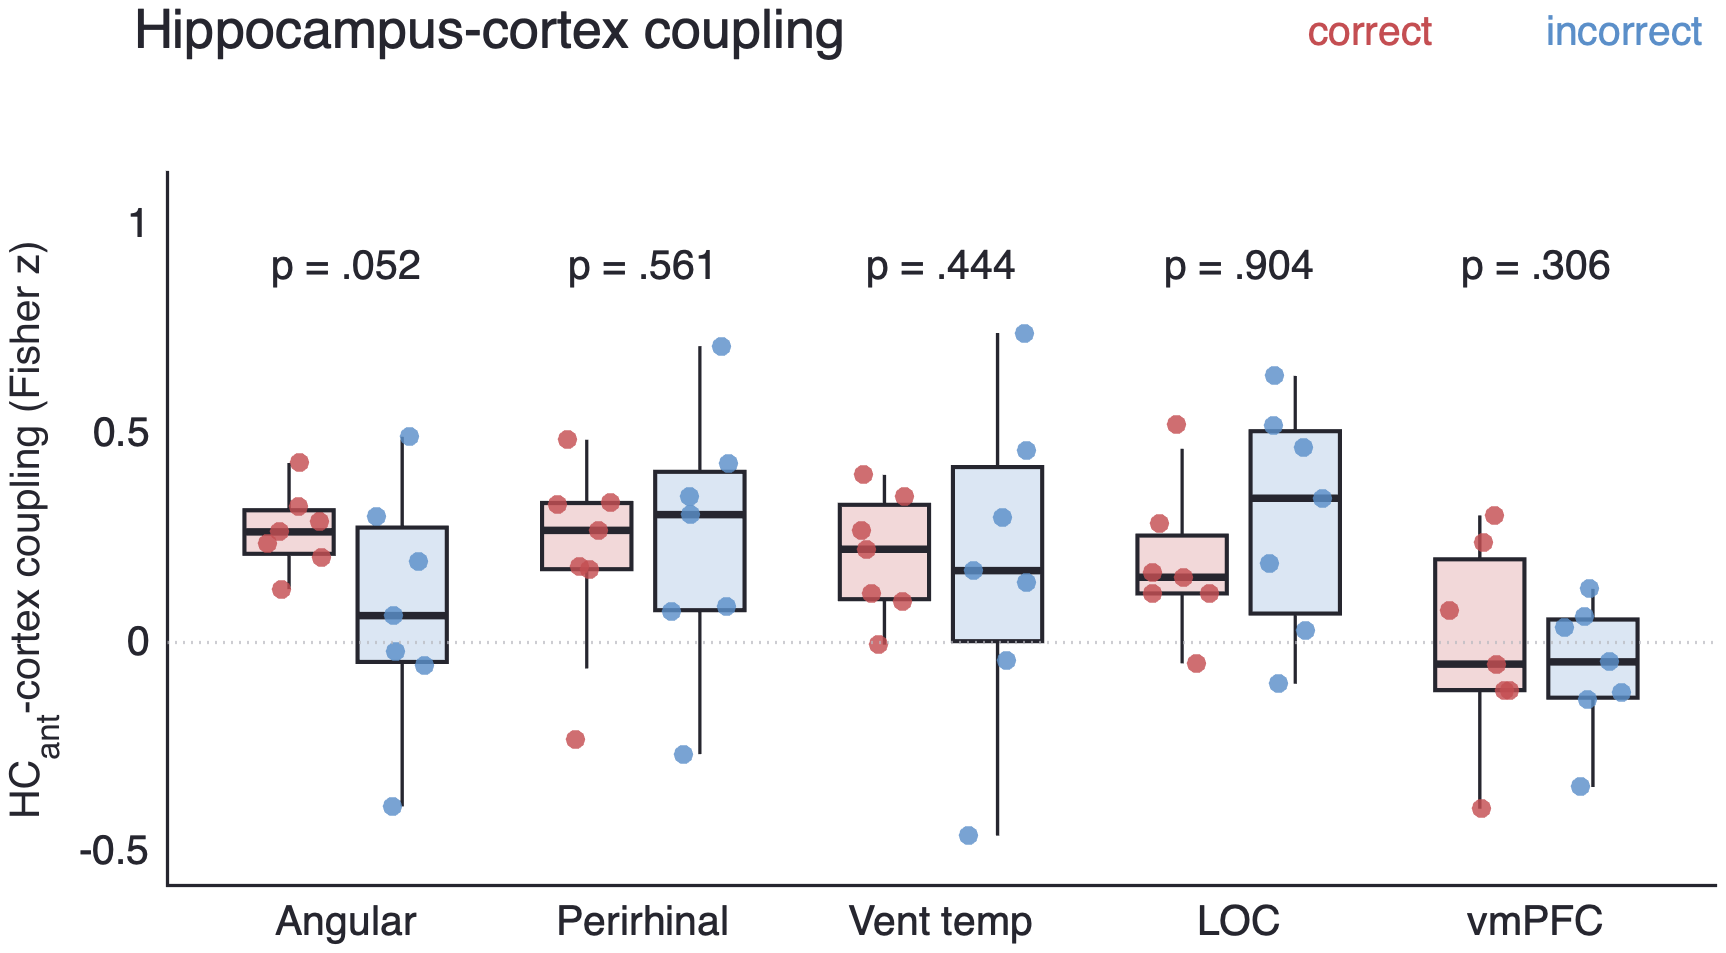 Hippocampus-cortex coupling
correct
incorrect
HCant-cortex coupling (Fisher z)
1
0.5
0
-0.5
p = .052
p = .561
p = .444
p = .904
p = .306
Angular
Perirhinal
Vent temp
LOC
vmPFC